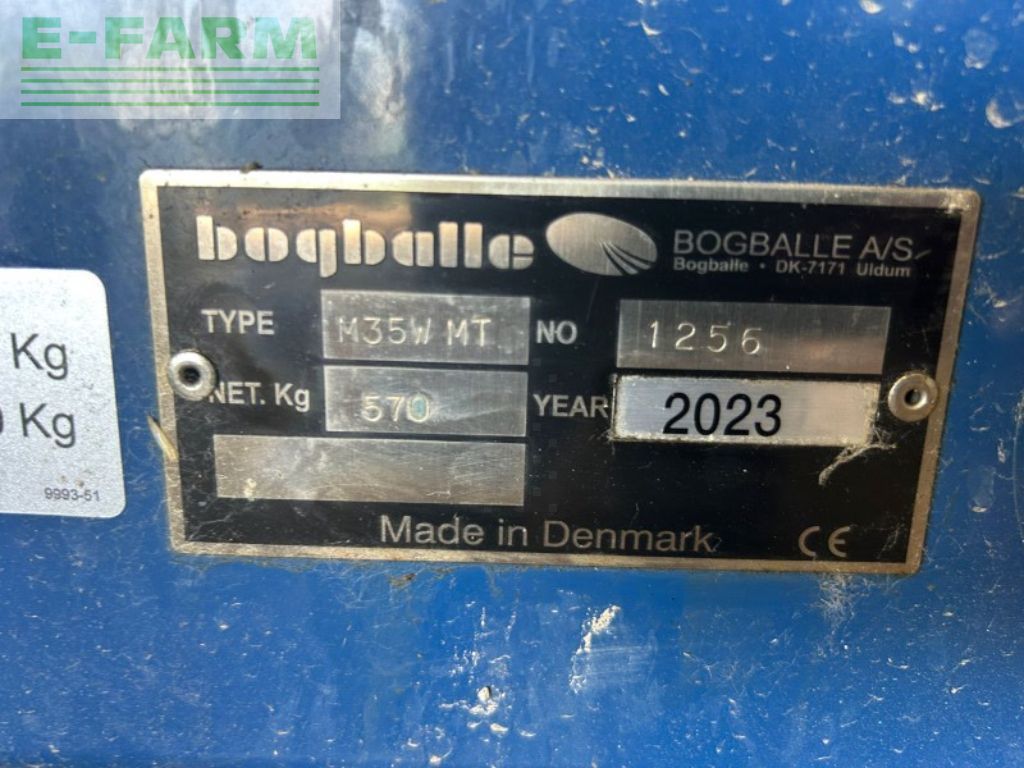 E-FARM
bogballe
BOGBALLE A/S
Bogballe · DK-7171 Uldum
TYPE M35W MT NO 1256
NET. Kg 570 YEAR 2023
Made in Denmark CE
Kg
0 Kg
9993-51